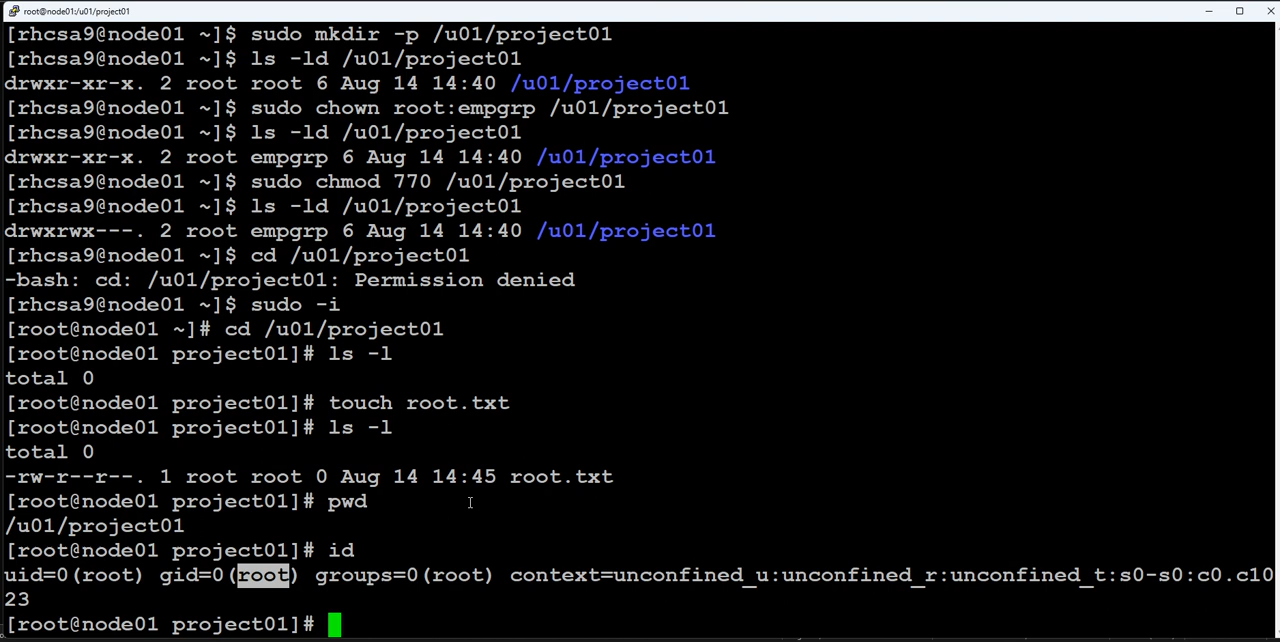 root@node01:/u01/project01
[rhcsa9@node01 ~]$ sudo mkdir -p /u01/project01
[rhcsa9@node01 ~]$ ls -ld /u01/project01
drwxr-xr-x. 2 root root 6 Aug 14 14:40 /u01/project01
[rhcsa9@node01 ~]$ sudo chown root:empgrp /u01/project01
[rhcsa9@node01 ~]$ ls -ld /u01/project01
drwxr-xr-x. 2 root empgrp 6 Aug 14 14:40 /u01/project01
[rhcsa9@node01 ~]$ sudo chmod 770 /u01/project01
[rhcsa9@node01 ~]$ ls -ld /u01/project01
drwxrwx---. 2 root empgrp 6 Aug 14 14:40 /u01/project01
[rhcsa9@node01 ~]$ cd /u01/project01
-bash: cd: /u01/project01: Permission denied
[rhcsa9@node01 ~]$ sudo -i
[root@node01 ~]# cd /u01/project01
[root@node01 project01]# ls -l
total 0
[root@node01 project01]# touch root.txt
[root@node01 project01]# ls -l
total 0
-rw-r--r--. 1 root root 0 Aug 14 14:45 root.txt
[root@node01 project01]# pwd
/u01/project01
[root@node01 project01]# id
uid=0(root) gid=0(root) groups=0(root) context=unconfined_u:unconfined_r:unconfined_t:s0-s0:c0.c10
23
[root@node01 project01]#